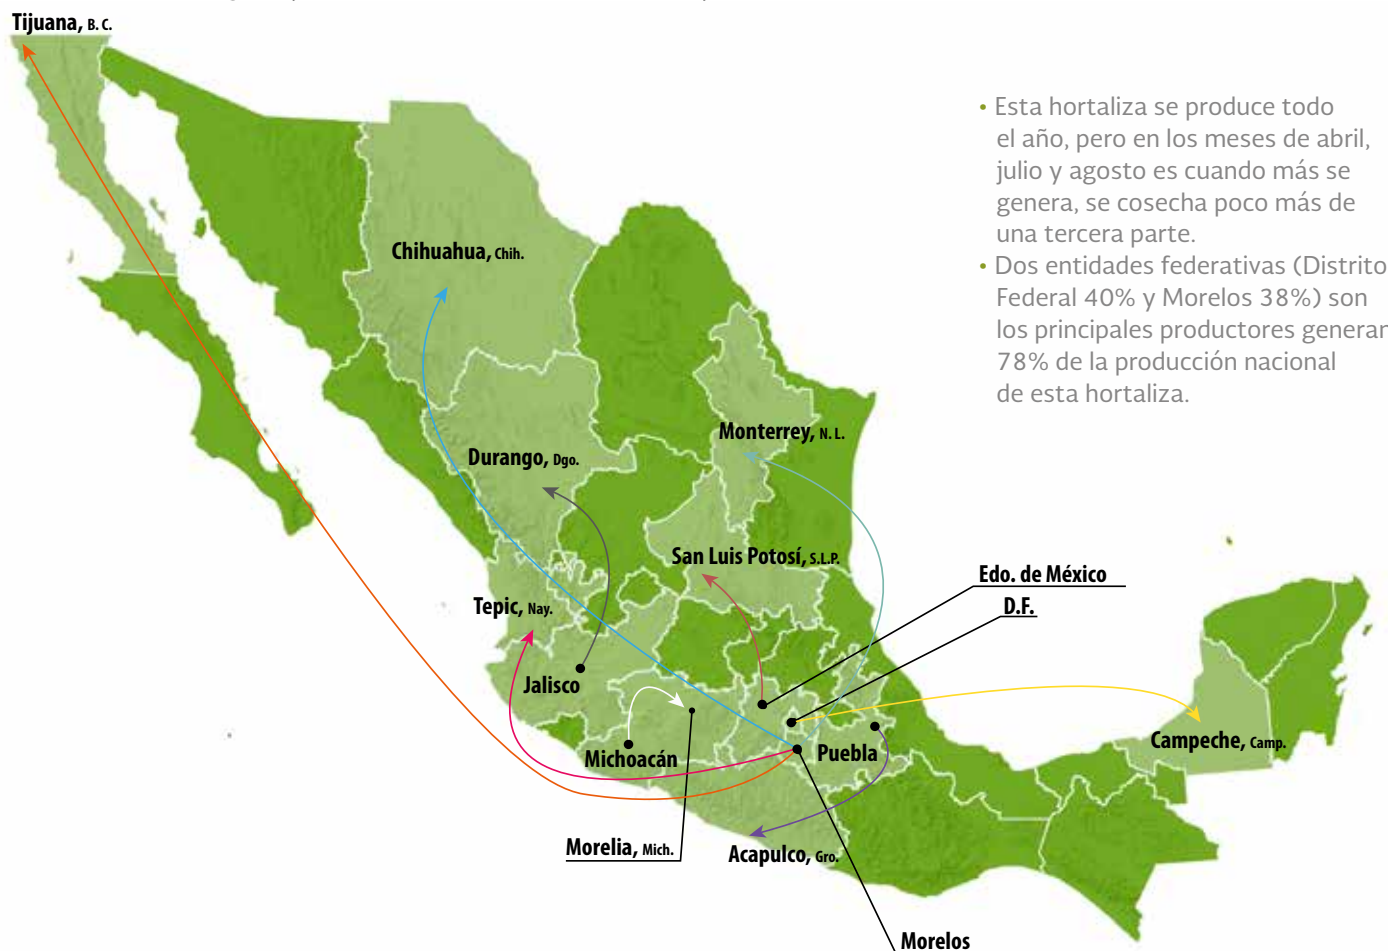 Tijuana, B. C.
• Esta hortaliza se produce todo
el año, pero en los meses de abril,
julio y agosto es cuando más se
genera, se cosecha poco más de
una tercera parte.
• Dos entidades federativas (Distrito
Federal 40% y Morelos 38%) son
los principales productores generan
78% de la producción nacional
de esta hortaliza.
Chihuahua, Chih.
Monterrey, N. L.
Durango, Dgo.
San Luis Potosí, S.L.P.
Edo. de México
D.F.
Tepic, Nay.
Jalisco
Michoacán
Puebla
Campeche, Camp.
Morelia, Mich.
Acapulco, Gro.
Morelos